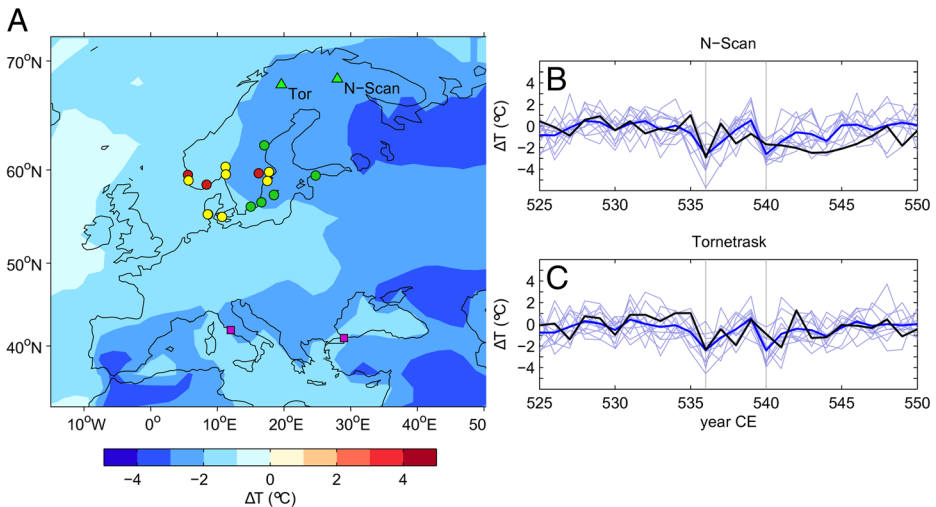 A
70°N
60°N
50°N
40°N
Tor
N−Scan
10°W 0° 10°E 20°E 30°E 40°E 50
−4 −2 0 2 4
ΔT (°C)
N−Scan
B
ΔT (°C)
6
4
2
0
−2
−4
525 530 535 540 545 550
Tornetrask
C
ΔT (°C)
6
4
2
0
−2
−4
525 530 535 540 545 550
year CE